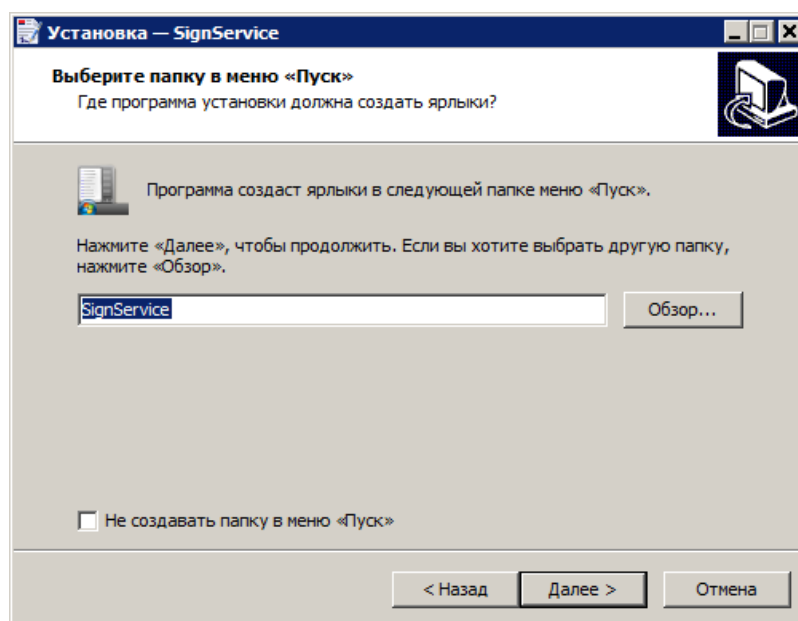 Установка — SignService
Выберите папку в меню «Пуск»
Где программа установки должна создать ярлыки?
Программа создаст ярлыки в следующей папке меню «Пуск».
Нажмите «Далее», чтобы продолжить. Если вы хотите выбрать другую папку,
нажмите «Обзор».
SignService
Обзор...
Не создавать папку в меню «Пуск»
< Назад
Далее >
Отмена